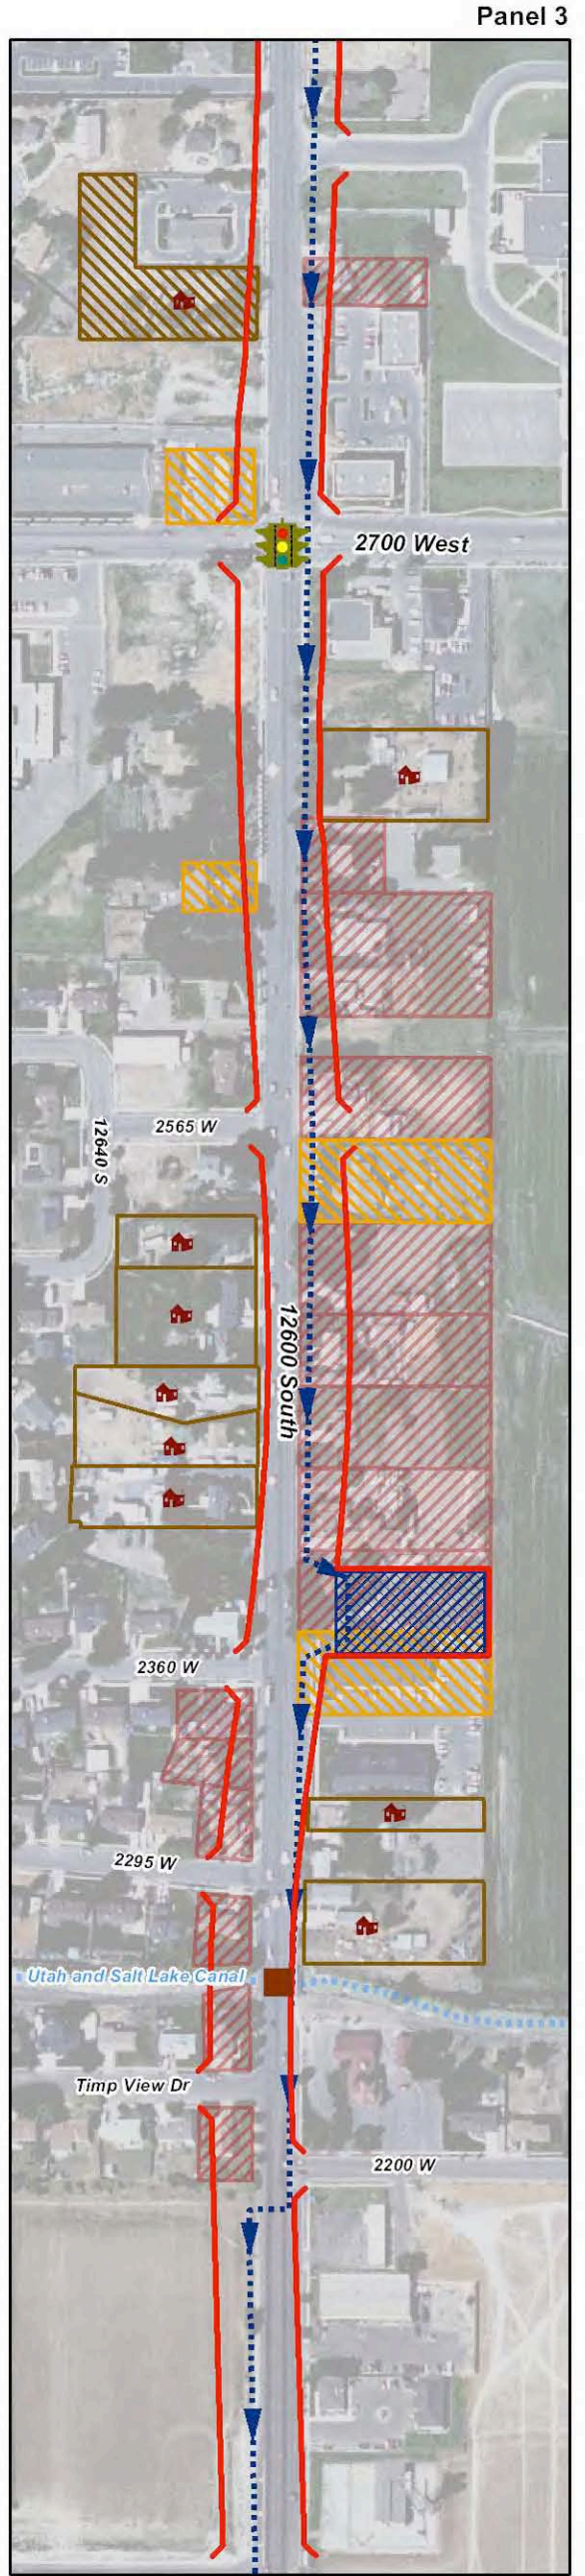 Panel 3
2700 West
2565 W
12640 S
12600 South
2360 W
2295 W
Utah and Salt Lake Canal
Timp View Dr
2200 W